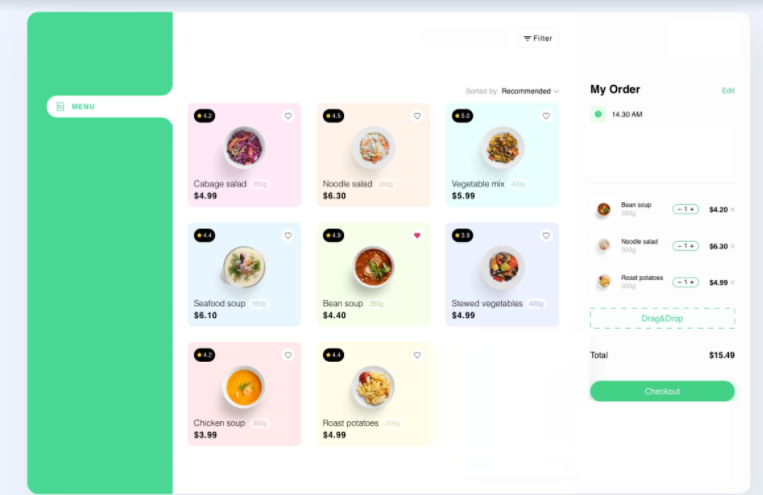 Filter
MENU
Sorted by: Recommended
My Order
Edit
14.30 AM
4.2
Cabage salad 250g
$4.99
4.5
Noodle salad 300g
$6.30
5.0
Vegetable mix 400g
$5.99
4.4
Seafood soup 350g
$6.10
4.9
Bean soup 350g
$4.40
3.9
Stewed vegetables 400g
$4.99
4.2
Chicken soup 350g
$3.99
4.4
Roast potatoes 300g
$4.99
Bean soup
350g
- 1 +
$4.20 ×
Noodle salad
300g
- 1 +
$6.30 ×
Roast potatoes
300g
- 1 +
$4.99 ×
Drag&Drop
Total
$15.49
Checkout